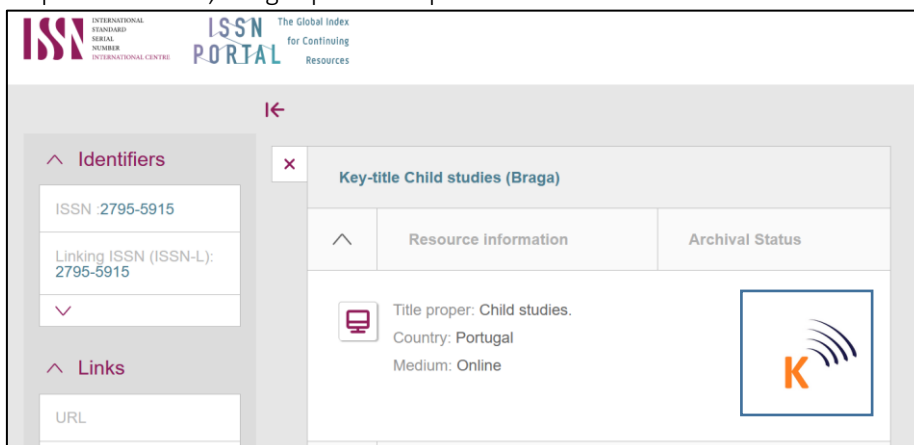 INTERNATIONAL
STANDARD
SERIAL
NUMBER
INTERNATIONAL CENTRE
ISSN
ISSN
PORTAL
The Global Index
for Continuing
Resources
Identifiers
ISSN :2795-5915
Linking ISSN (ISSN-L):
2795-5915
Links
URL
Key-title Child studies (Braga)
Resource information
Archival Status
Title proper: Child studies.
Country: Portugal
Medium: Online
K